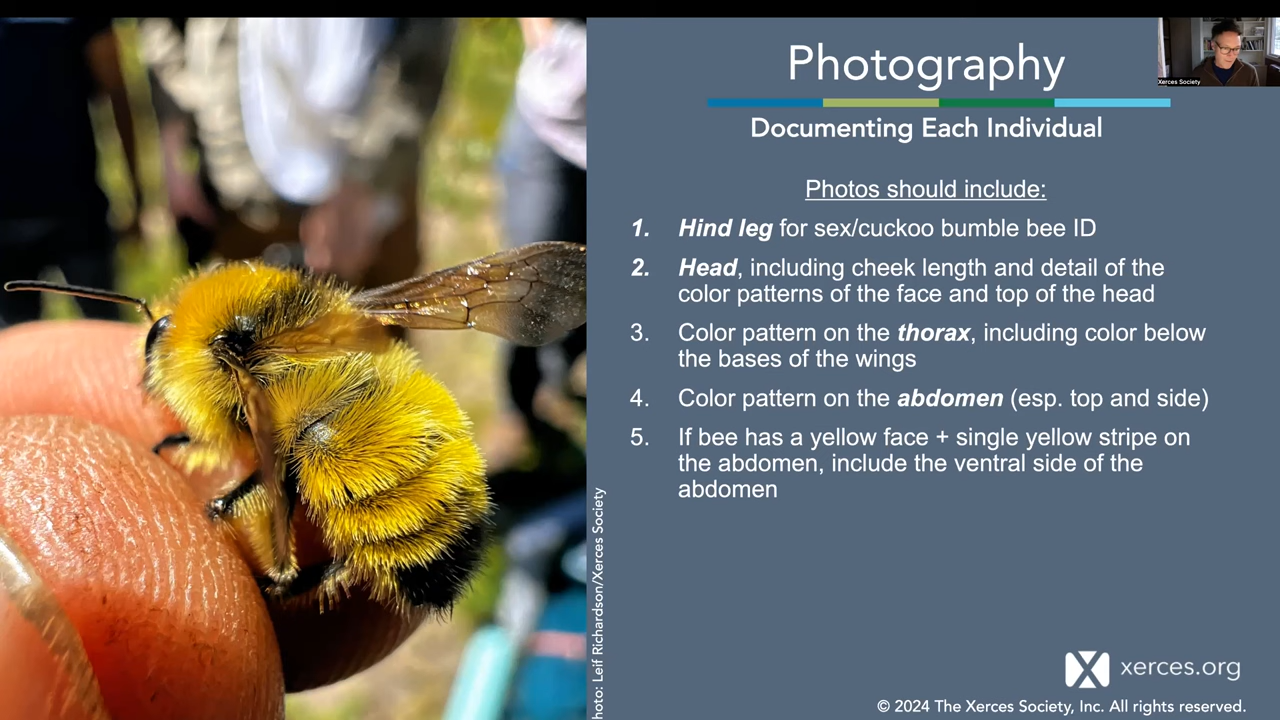 Photography
Xerces Society
Documenting Each Individual
Photos should include:
1. Hind leg for sex/cuckoo bumble bee ID
2. Head, including cheek length and detail of the
color patterns of the face and top of the head
3. Color pattern on the thorax, including color below
the bases of the wings
4. Color pattern on the abdomen (esp. top and side)
5. If bee has a yellow face + single yellow stripe on
the abdomen, include the ventral side of the
abdomen
hoto: Leif Richardson/Xerces Society
xerces.org
© 2024 The Xerces Society, Inc. All rights reserved.